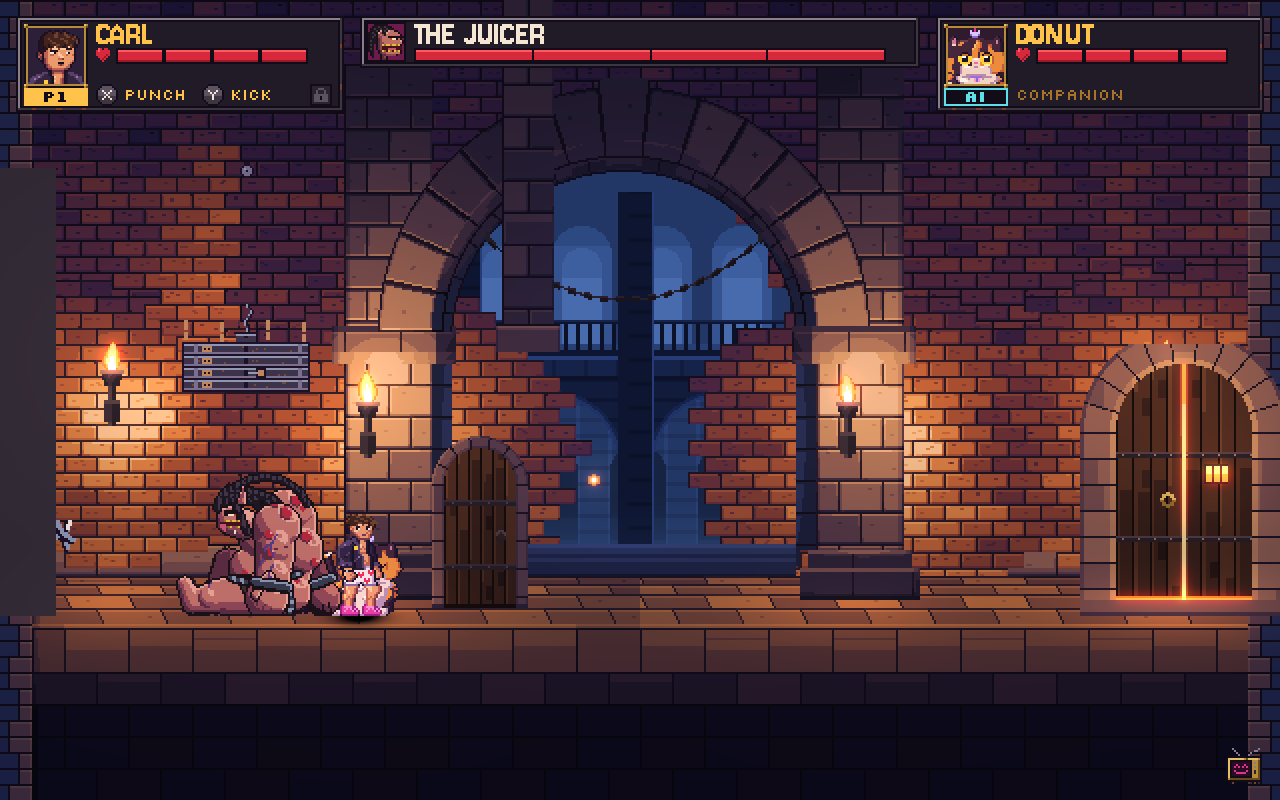 CARL
P1
X PUNCH Y KICK
THE JUICER
DONUT
AI
COMPANION